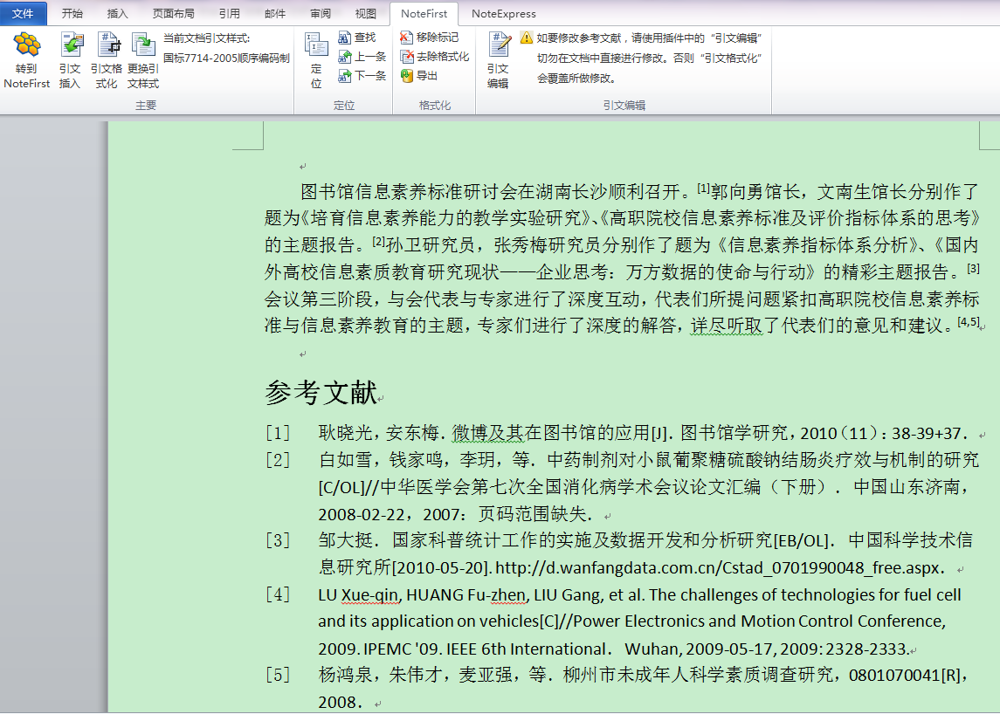 文件 开始 插入 页面布局 引用 邮件 审阅 视图 NoteFirst NoteExpress
转到 NoteFirst
引文 插入
引文格式化
更换引文样式
当前文档引文样式:
国标7714-2005顺序编码制
主要
定位
查找
上一条
下一条
定位
移除标记
去除格式化
导出
格式化
引文 编辑
如要修改参考文献，请使用插件中的“引文编辑”
切勿在文档中直接进行修改。否则“引文格式化”
会覆盖所做修改。
引文编辑
图书馆信息素养标准研讨会在湖南长沙顺利召开。[1]郭向勇馆长，文南生馆长分别作了
题为《培育信息素养能力的教学实验研究》、《高职院校信息素养标准及评价指标体系的思考》
的主题报告。[2]孙卫研究员，张秀梅研究员分别作了题为《信息素养指标体系分析》、《国内
外高校信息素质教育研究现状——企业思考：万方数据的使命与行动》的精彩主题报告。[3]
会议第三阶段，与会代表与专家进行了深度互动，代表们所提问题紧扣高职院校信息素养标
准与信息素养教育的主题，专家们进行了深度的解答，详尽听取了代表们的意见和建议。[4,5]
参考文献
[1] 耿晓光，安东梅．微博及其在图书馆的应用[J]．图书馆学研究，2010（11）：38-39+37．
[2] 白如雪，钱家鸣，李玥，等．中药制剂对小鼠葡聚糖硫酸钠结肠炎疗效与机制的研究
[C/OL]//中华医学会第七次全国消化病学术会议论文汇编（下册）．中国山东济南，
2008-02-22，2007：页码范围缺失．
[3] 邹大挺．国家科普统计工作的实施及数据开发和分析研究[EB/OL]．中国科学技术信
息研究所[2010-05-20]. http://d.wanfangdata.com.cn/Cstad_0701990048_free.aspx．
[4] LU Xue-qin, HUANG Fu-zhen, LIU Gang, et al. The challenges of technologies for fuel cell
and its application on vehicles[C]//Power Electronics and Motion Control Conference,
2009. IPEMC '09. IEEE 6th International． Wuhan, 2009-05-17, 2009: 2328-2333.
[5] 杨鸿泉，朱伟才，麦亚强，等．柳州市未成年人科学素质调查研究，0801070041[R]，
2008．